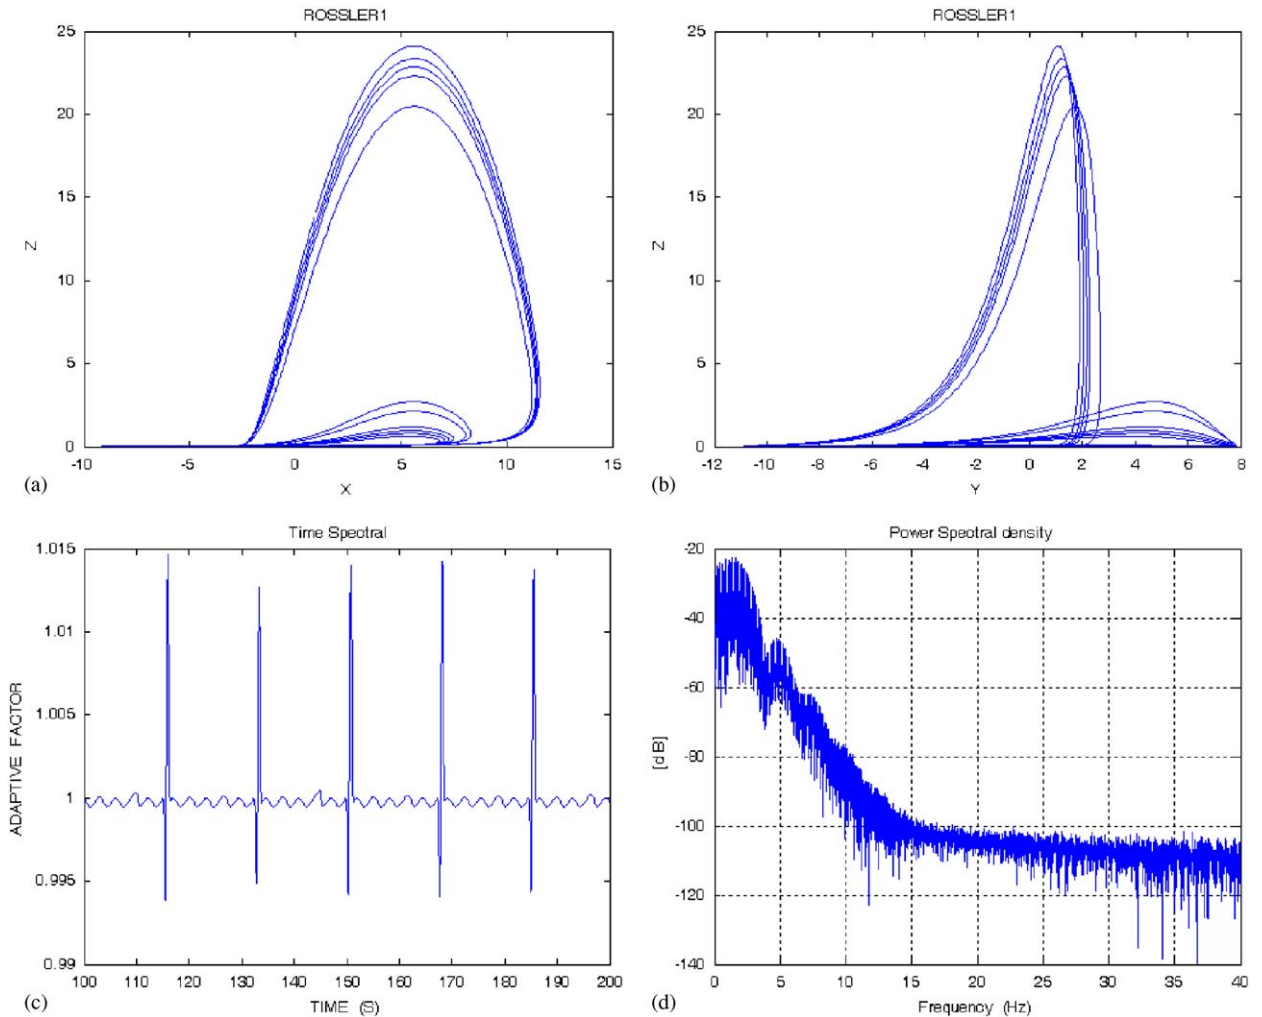 ROSSLER1
25
20
Z
15
10
5
0
-10 -5 0 5 10 15
(a)
X
ROSSLER1
25
20
Z
15
10
5
0
-12 -10 -8 -6 -4 -2 0 2 4 6 8
(b)
Y
Time Spectral
1.015
1.01
1.005
ADAPTIVE FACTOR
1
0.995
0.99
100 110 120 130 140 150 160 170 180 190 200
(c)
TIME (S)
Power Spectral density
-20
-40
-60
[dB]
-80
-100
-120
-140
0 5 10 15 20 25 30 35 40
(d)
Frequency (Hz)